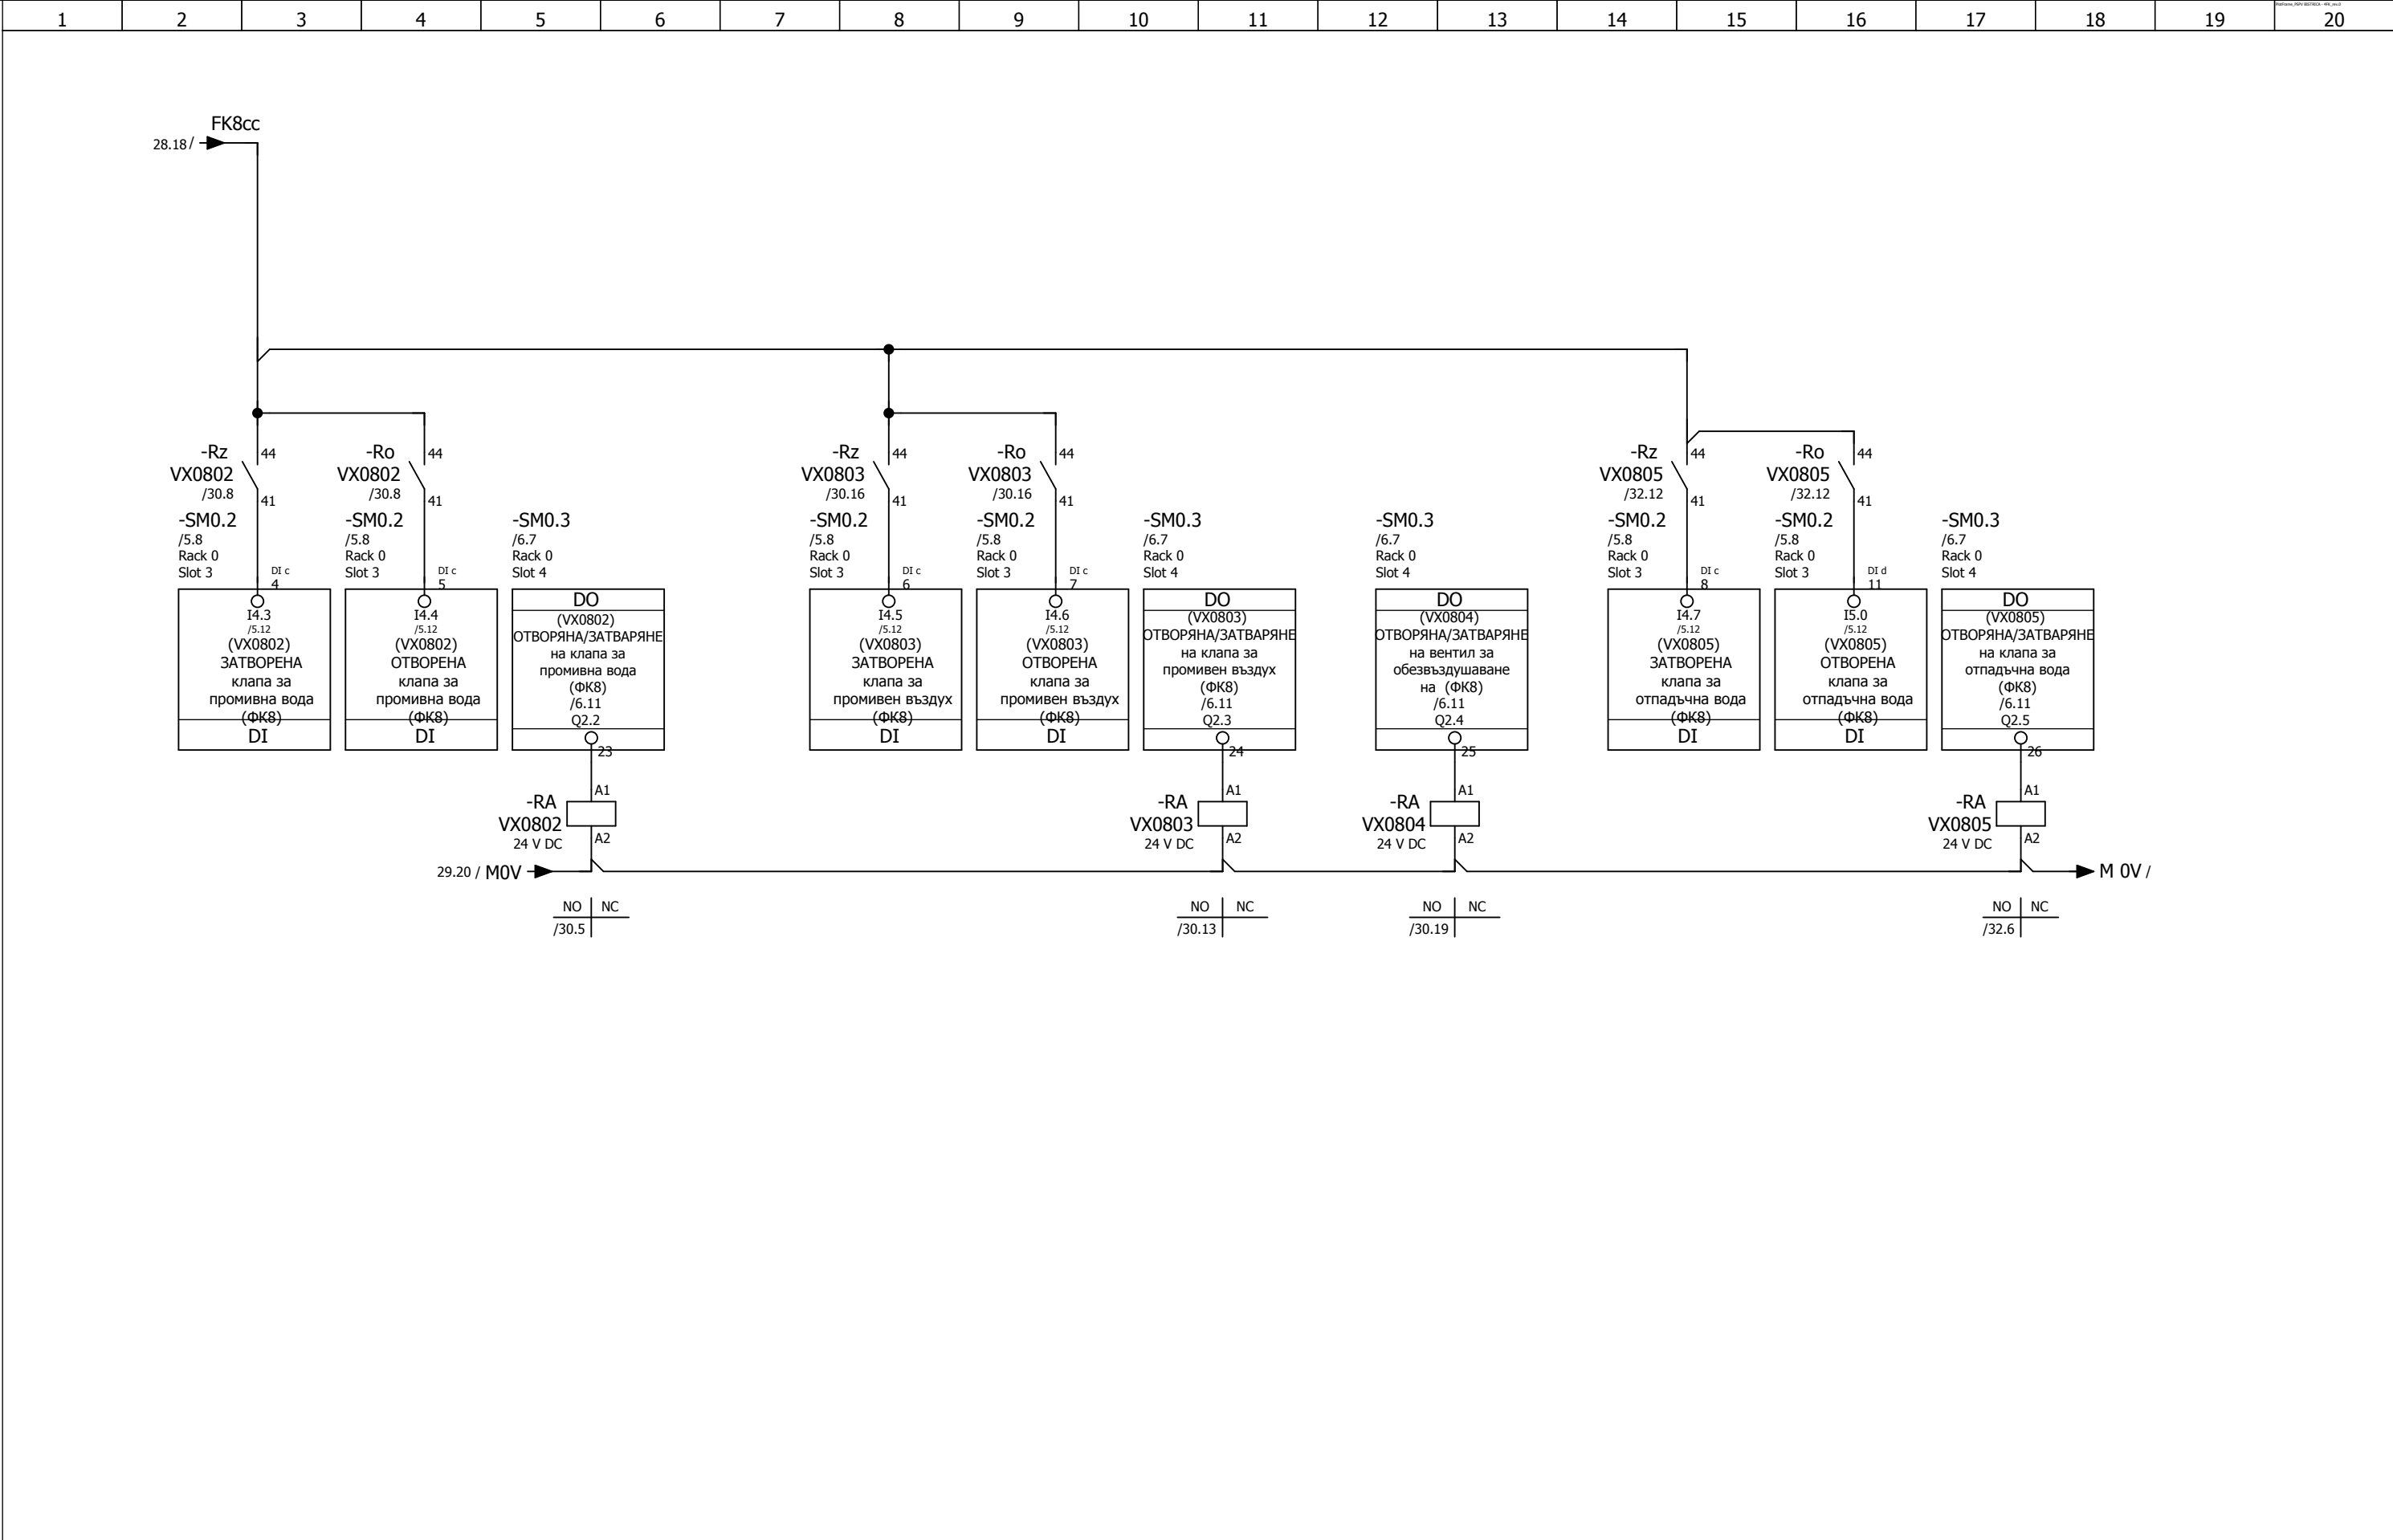 1 2 3 4 5 6 7 8 9 10 11 12 13 14 15 16 17 18 19 20
FK8cc
28.18 /
-Rz 44
VX0802
/30.8
41
-SM0.2
/5.8
Rack 0
Slot 3
DI c
4
I4.3
/5.12
(VX0802)
ЗАТВОРЕНА
клапа за
промивна вода
(ФК8)
DI
-Ro 44
VX0802
/30.8
41
-SM0.2
/5.8
Rack 0
Slot 3
DI c
5
I4.4
/5.12
(VX0802)
ОТВОРЕНА
клапа за
промивна вода
(ФК8)
DI
-SM0.3
/6.7
Rack 0
Slot 4
DO
(VX0802)
ОТВОРЯНА/ЗАТВАРЯНЕ
на клапа за
промивна вода
(ФК8)
/6.11
Q2.2
23
A1
-RA
VX0802
A2
24 V DC
-Rz 44
VX0803
/30.16
41
-SM0.2
/5.8
Rack 0
Slot 3
DI c
6
I4.5
/5.12
(VX0803)
ЗАТВОРЕНА
клапа за
промивен въздух
(ФК8)
DI
-Ro 44
VX0803
/30.16
41
-SM0.2
/5.8
Rack 0
Slot 3
DI c
7
I4.6
/5.12
(VX0803)
ОТВОРЕНА
клапа за
промивен въздух
(ФК8)
DI
-SM0.3
/6.7
Rack 0
Slot 4
DO
(VX0803)
ОТВОРЯНА/ЗАТВАРЯНЕ
на клапа за
промивен въздух
(ФК8)
/6.11
Q2.3
24
A1
-RA
VX0803
A2
24 V DC
-SM0.3
/6.7
Rack 0
Slot 4
DO
(VX0804)
ОТВОРЯНА/ЗАТВАРЯНЕ
на вентил за
обезвъздушаване
на (ФК8)
/6.11
Q2.4
25
A1
-RA
VX0804
A2
24 V DC
-Rz 44
VX0805
/32.12
41
-SM0.2
/5.8
Rack 0
Slot 3
DI c
8
I4.7
/5.12
(VX0805)
ЗАТВОРЕНА
клапа за
отпадъчна вода
(ФК8)
DI
-Ro 44
VX0805
/32.12
41
-SM0.2
/5.8
Rack 0
Slot 3
DI d
11
I5.0
/5.12
(VX0805)
ОТВОРЕНА
клапа за
отпадъчна вода
(ФК8)
DI
-SM0.3
/6.7
Rack 0
Slot 4
DO
(VX0805)
ОТВОРЯНА/ЗАТВАРЯНЕ
на клапа за
отпадъчна вода
(ФК8)
/6.11
Q2.5
26
A1
-RA
VX0805
A2
24 V DC
29.20 / M0V
M 0V /
NO NC
/30.5
NO NC
/30.13
NO NC
/30.19
NO NC
/32.6